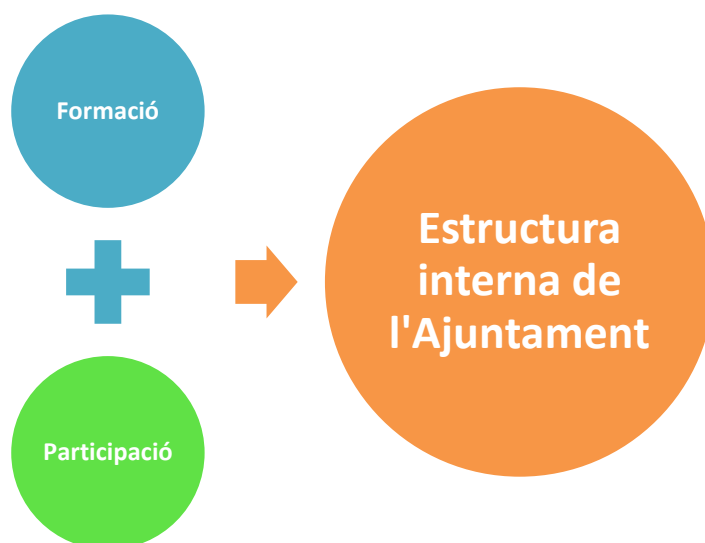 Formació
Participació
Estructura
interna de
l'Ajuntament